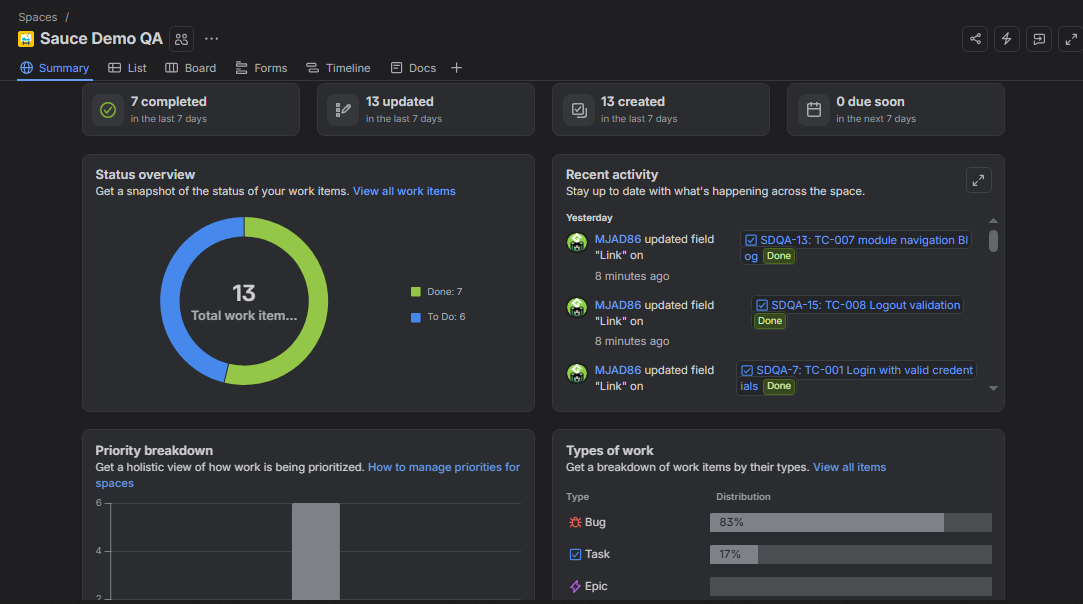 Spaces /
Sauce Demo QA
Summary List Board Forms Timeline Docs
7 completed
in the last 7 days
13 updated
in the last 7 days
13 created
in the last 7 days
0 due soon
in the next 7 days
Status overview
Get a snapshot of the status of your work items. View all work items
13
Total work item...
Done: 7
To Do: 6
Recent activity
Stay up to date with what's happening across the space.
Yesterday
MJAD86 updated field
"Link" on
SDQA-13: TC-007 module navigation Bl
og Done
8 minutes ago
MJAD86 updated field
"Link" on
SDQA-15: TC-008 Logout validation
Done
8 minutes ago
MJAD86 updated field
"Link" on
SDQA-7: TC-001 Login with valid credent
ials Done
Priority breakdown
Get a holistic view of how work is being prioritized. How to manage priorities for
spaces
6
4
2
Types of work
Get a breakdown of work items by their types. View all items
Type Distribution
Bug 83%
Task 17%
Epic